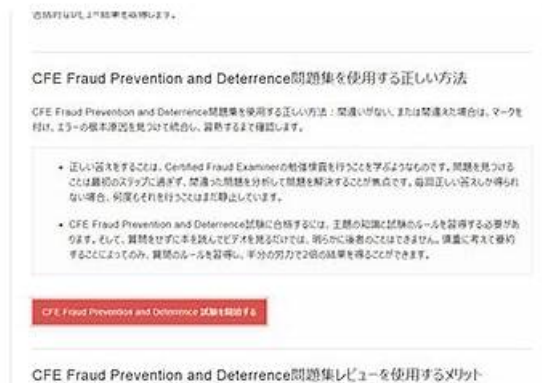 CFE Fraud Prevention and Deterrence問題集を使用する正しい方法
CFE Fraud Prevention and Deterrence問題集を使用する正しい方法：間違いがない、または間違えた場合は、マークを
付け、エラーの根本原因を見つけて統合し、習熟するまで確認します。
正しい答えをすることは、Certified Fraud Examinerの勉強検査を行うことを学ぶようなものです。問題を見つける
ことは最初のステップに過ぎず、間違った問題を分析して問題を解決することが焦点です。毎回正しい答えしか得られ
ない場合、何度もそれを行うことはまだ静止しています。
CFE Fraud Prevention and Deterrence試験に合格するには、主題の知識と試験のルールを習得する必要があ
ります。そして、質問をせずに本を読んでビデオを見るだけでは、明らかに後者のことはできません。慎重に考えて要約
することによってのみ、質問のルールを習得し、半分の労力で2倍の結果を得ることができます。
CFE Fraud Prevention and Deterrence 試験を開始する
CFE Fraud Prevention and Deterrence問題集レビューを使用するメリット